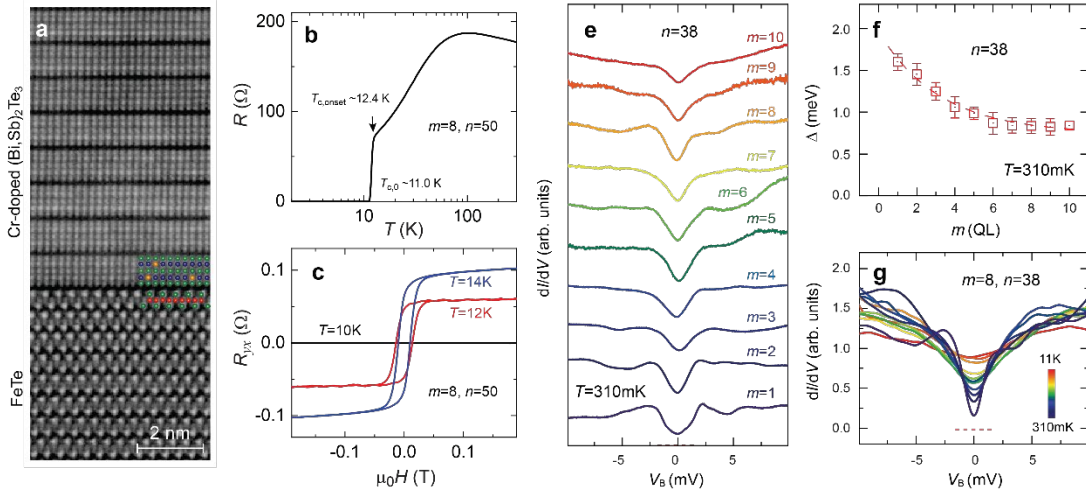 a
Cr-doped (Bi,Sb)₂Te₃
FeTe
2 nm
b
R (Ω)
200
100
0
T_c,onset ~12.4 K
m=8, n=50
T_c,0 ~11.0 K
10
100
T (K)
c
R_yx (Ω)
0.1
0.0
-0.1
T=14K
T=12K
T=10K
m=8, n=50
-0.1
0.0
0.1
μ₀H (T)
e
n=38
dI/dV (arb. units)
m=10
m=9
m=8
m=7
m=6
m=5
m=4
m=3
m=2
T=310mK
m=1
-5
0
5
V_B (mV)
f
n=38
Δ (meV)
2.0
1.5
1.0
0.5
0.0
T=310mK
0
2
4
6
8
10
m (QL)
g
m=8, n=38
dI/dV (arb. units)
2.0
1.5
1.0
0.5
0.0
11K
310mK
-5
0
5
V_B (mV)